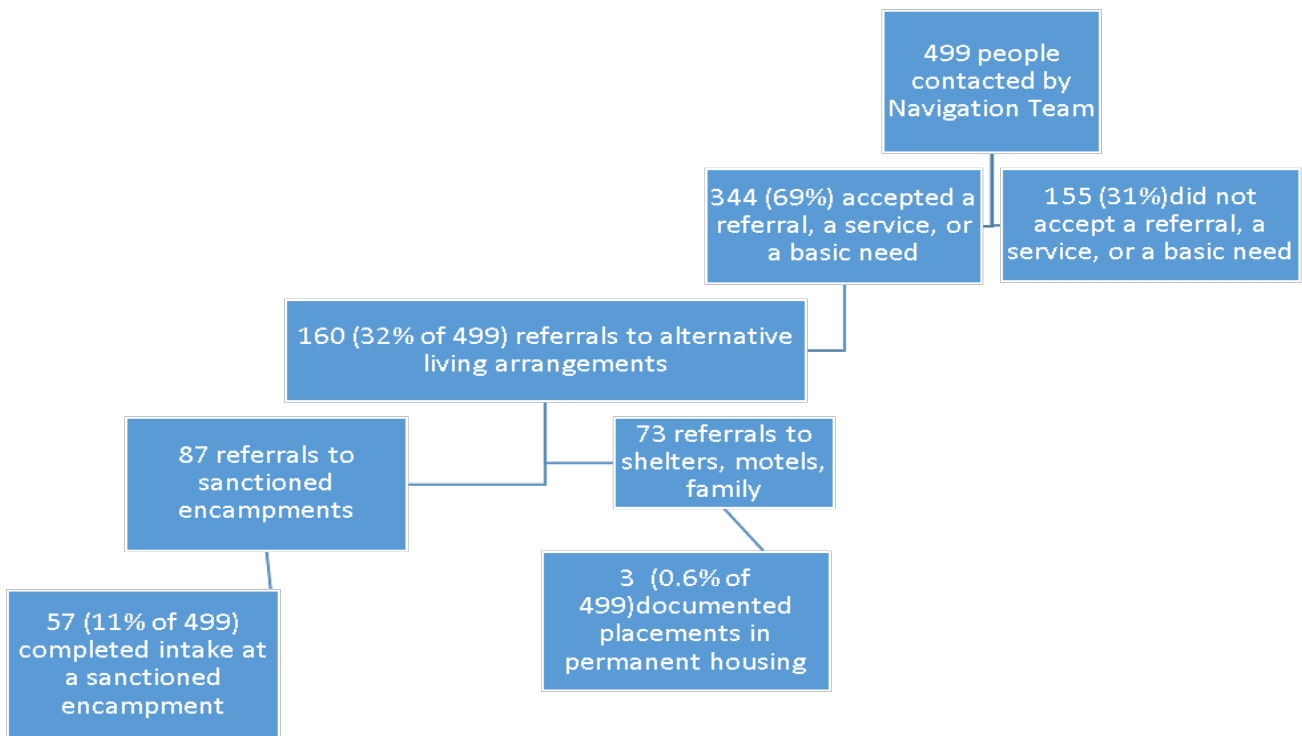 499 people
contacted by
Navigation Team
344 (69%) accepted a
referral, a service, or
a basic need
155 (31%)did not
accept a referral, a
service, or a basic need
160 (32% of 499) referrals to alternative
living arrangements
87 referrals to
sanctioned
encampments
73 referrals to
shelters, motels,
family
57 (11% of 499)
completed intake at
a sanctioned
encampment
3  (0.6% of
499)documented
placements in
permanent housing